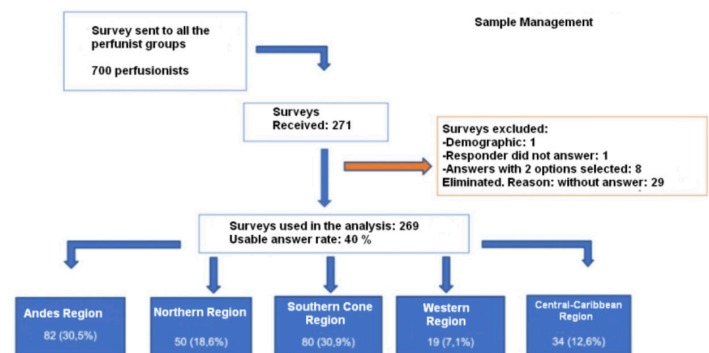 Sample Management
Survey sent to all the
perfunist groups
700 perfusionists
Surveys
Received: 271
Surveys excluded:
-Demographic: 1
-Responder did not answer: 1
-Answers with 2 options selected: 8
Eliminated. Reason: without answer: 29
Surveys used in the analysis: 269
Usable answer rate: 40 %
Andes Region
82 (30,5%)
Northern Region
50 (18,6%)
Southern Cone
Region
80 (30,9%)
Western
Region
19 (7,1%)
Central-Caribbean
Region
34 (12,6%)